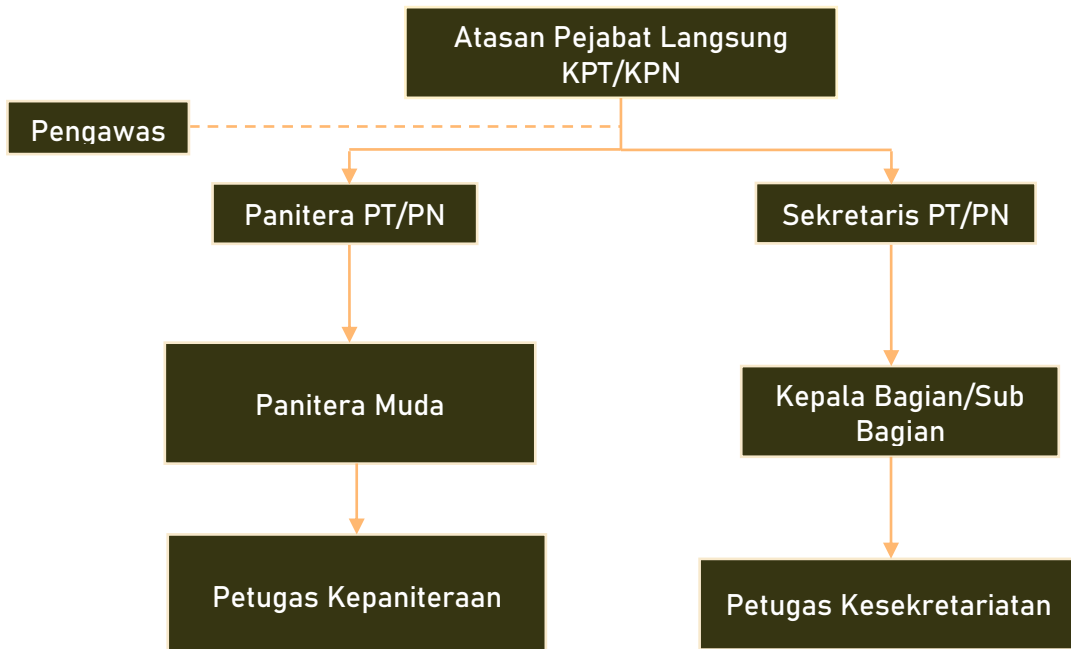 Atasan Pejabat Langsung
KPT/KPN
Pengawas
Panitera PT/PN
Sekretaris PT/PN
Panitera Muda
Kepala Bagian/Sub
Bagian
Petugas Kepaniteraan
Petugas Kesekretariatan